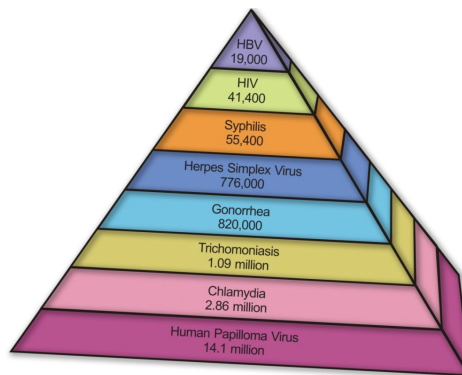 HBV
19,000
HIV
41,400
Syphilis
55,400
Herpes Simplex Virus
776,000
Gonorrhea
820,000
Trichomoniasis
1.09 million
Chlamydia
2.86 million
Human Papilloma Virus
14.1 million